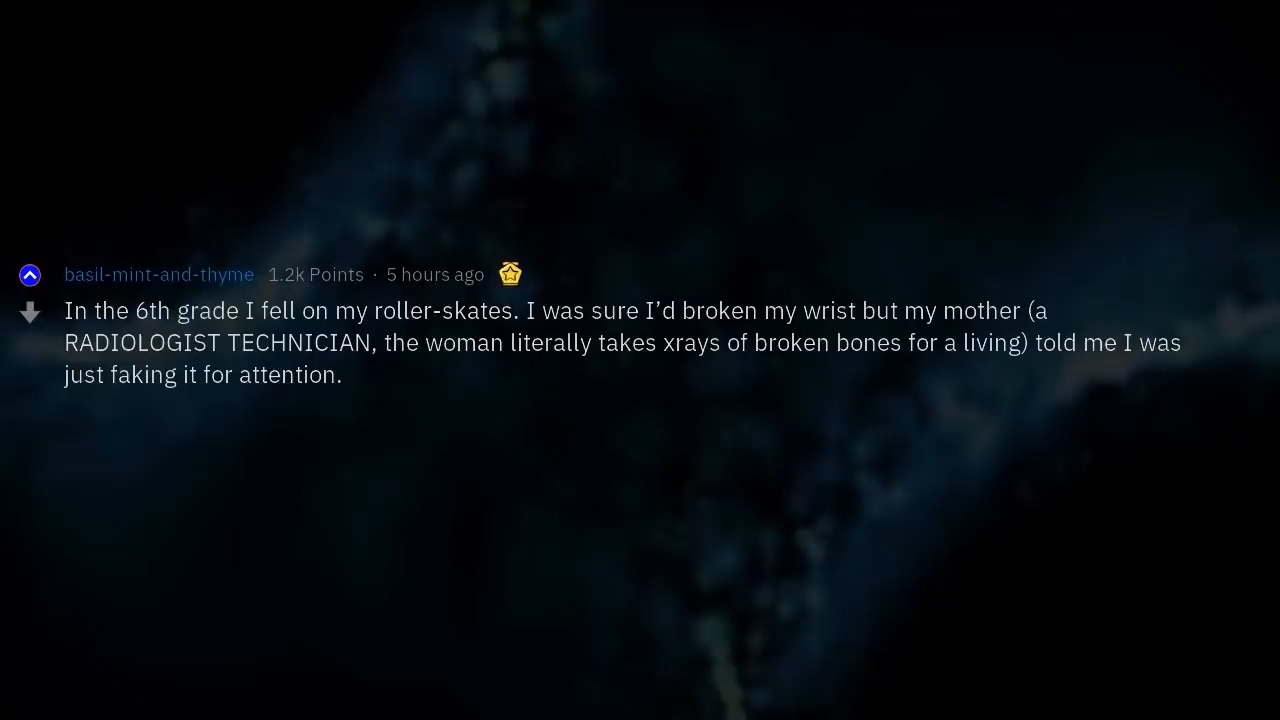 basil-mint-and-thyme 1.2k Points · 5 hours ago
In the 6th grade I fell on my roller-skates. I was sure I’d broken my wrist but my mother (a
RADIOLOGIST TECHNICIAN, the woman literally takes xrays of broken bones for a living) told me I was
just faking it for attention.